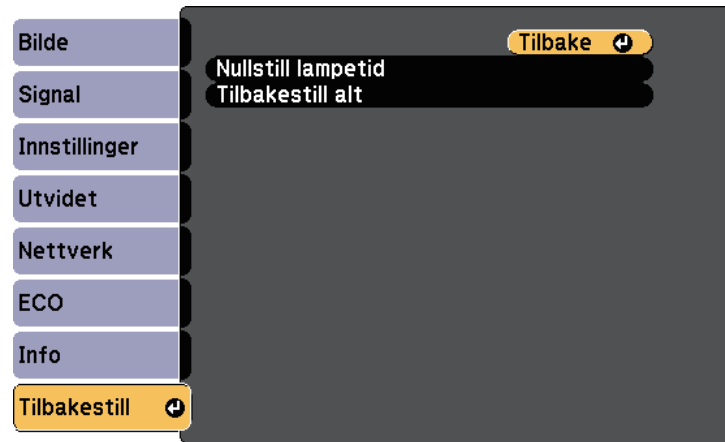 Bilde
Signal
Innstillinger
Utvidet
Nettverk
ECO
Info
Tilbakestill
Tilbake
Nullstill lampetid
Tilbakestill alt